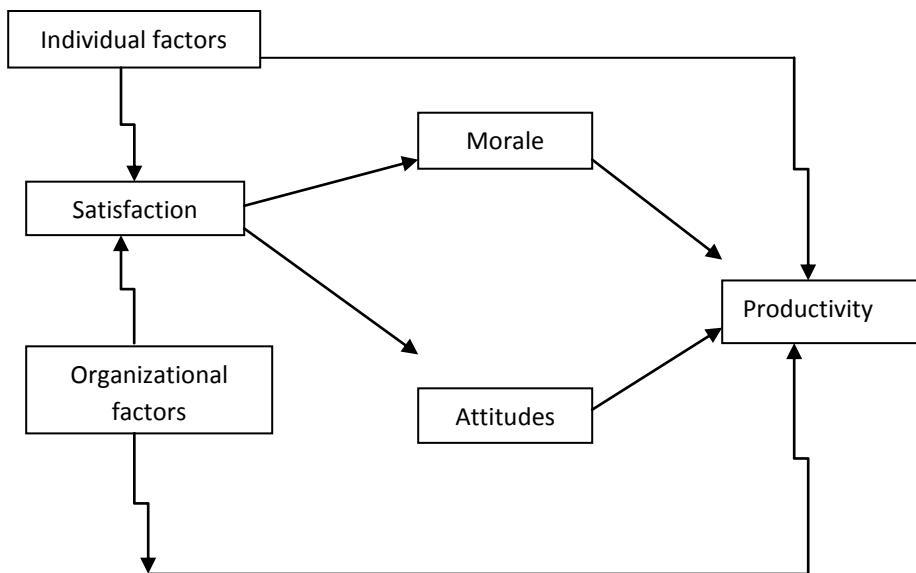 Individual factors
Morale
Satisfaction
Productivity
Organizational
factors
Attitudes